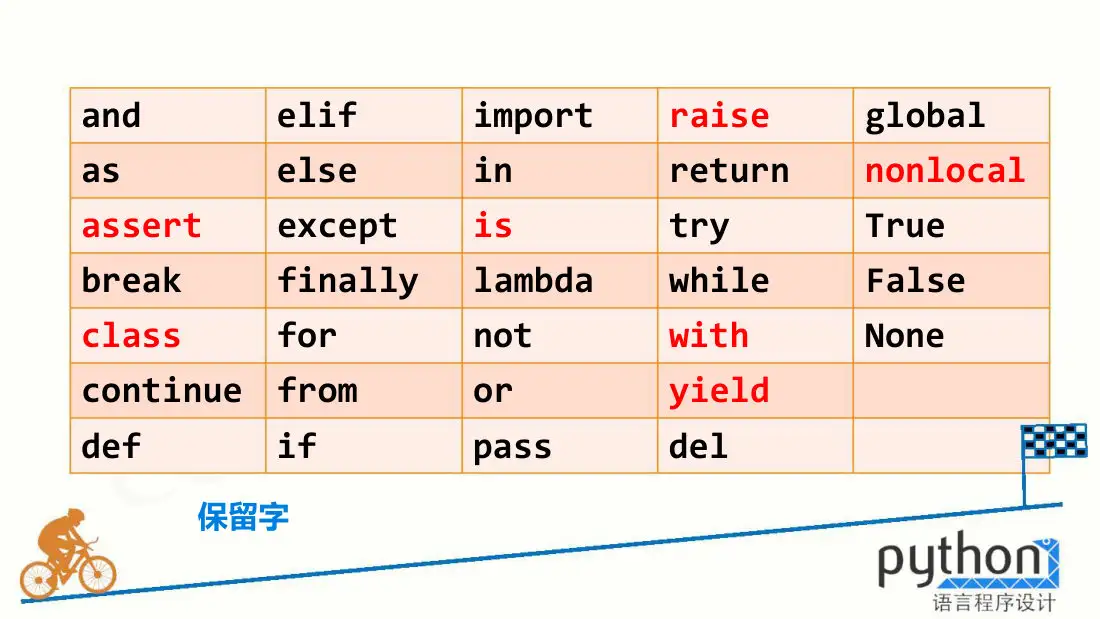 and elif import raise global
as else in return nonlocal
assert except is try True
break finally lambda while False
class for not with None
continue from or yield
def if pass del
保留字
python
语言程序设计